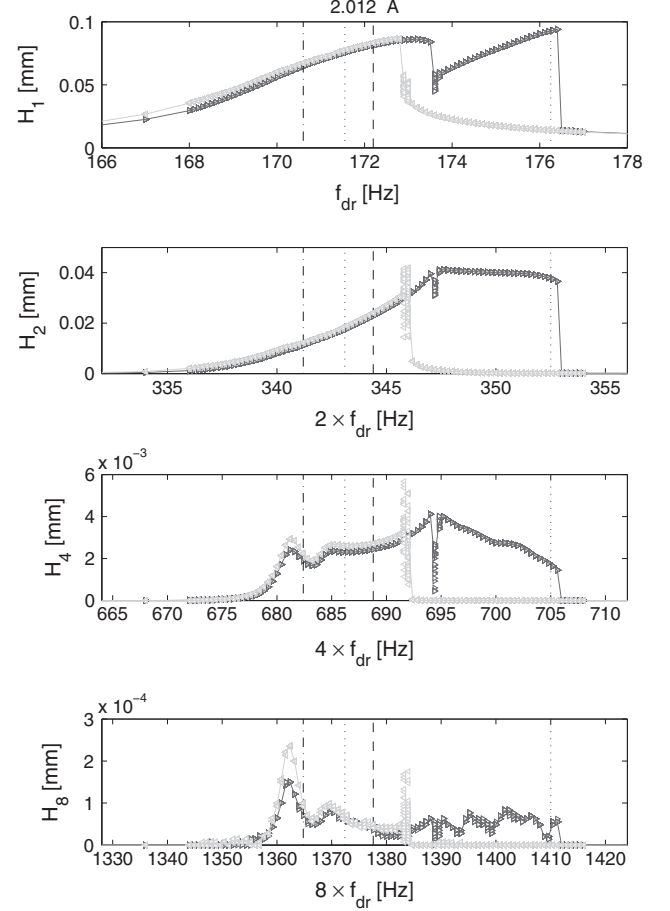 2.012 A
0.1
0.05
0
H1 [mm]
166 168 170 172 174 176 178
fdr [Hz]
0.04
0.02
0
H2 [mm]
335 340 345 350 355
2 × fdr [Hz]
x 10−3
6
4
2
0
H4 [mm]
665 670 675 680 686 690 695 700 705 710
4 × fdr [Hz]
x 10−4
3
2
1
0
H8 [mm]
1330 1340 1350 1360 1370 1380 1390 1400 1410 1420
8 × fdr [Hz]